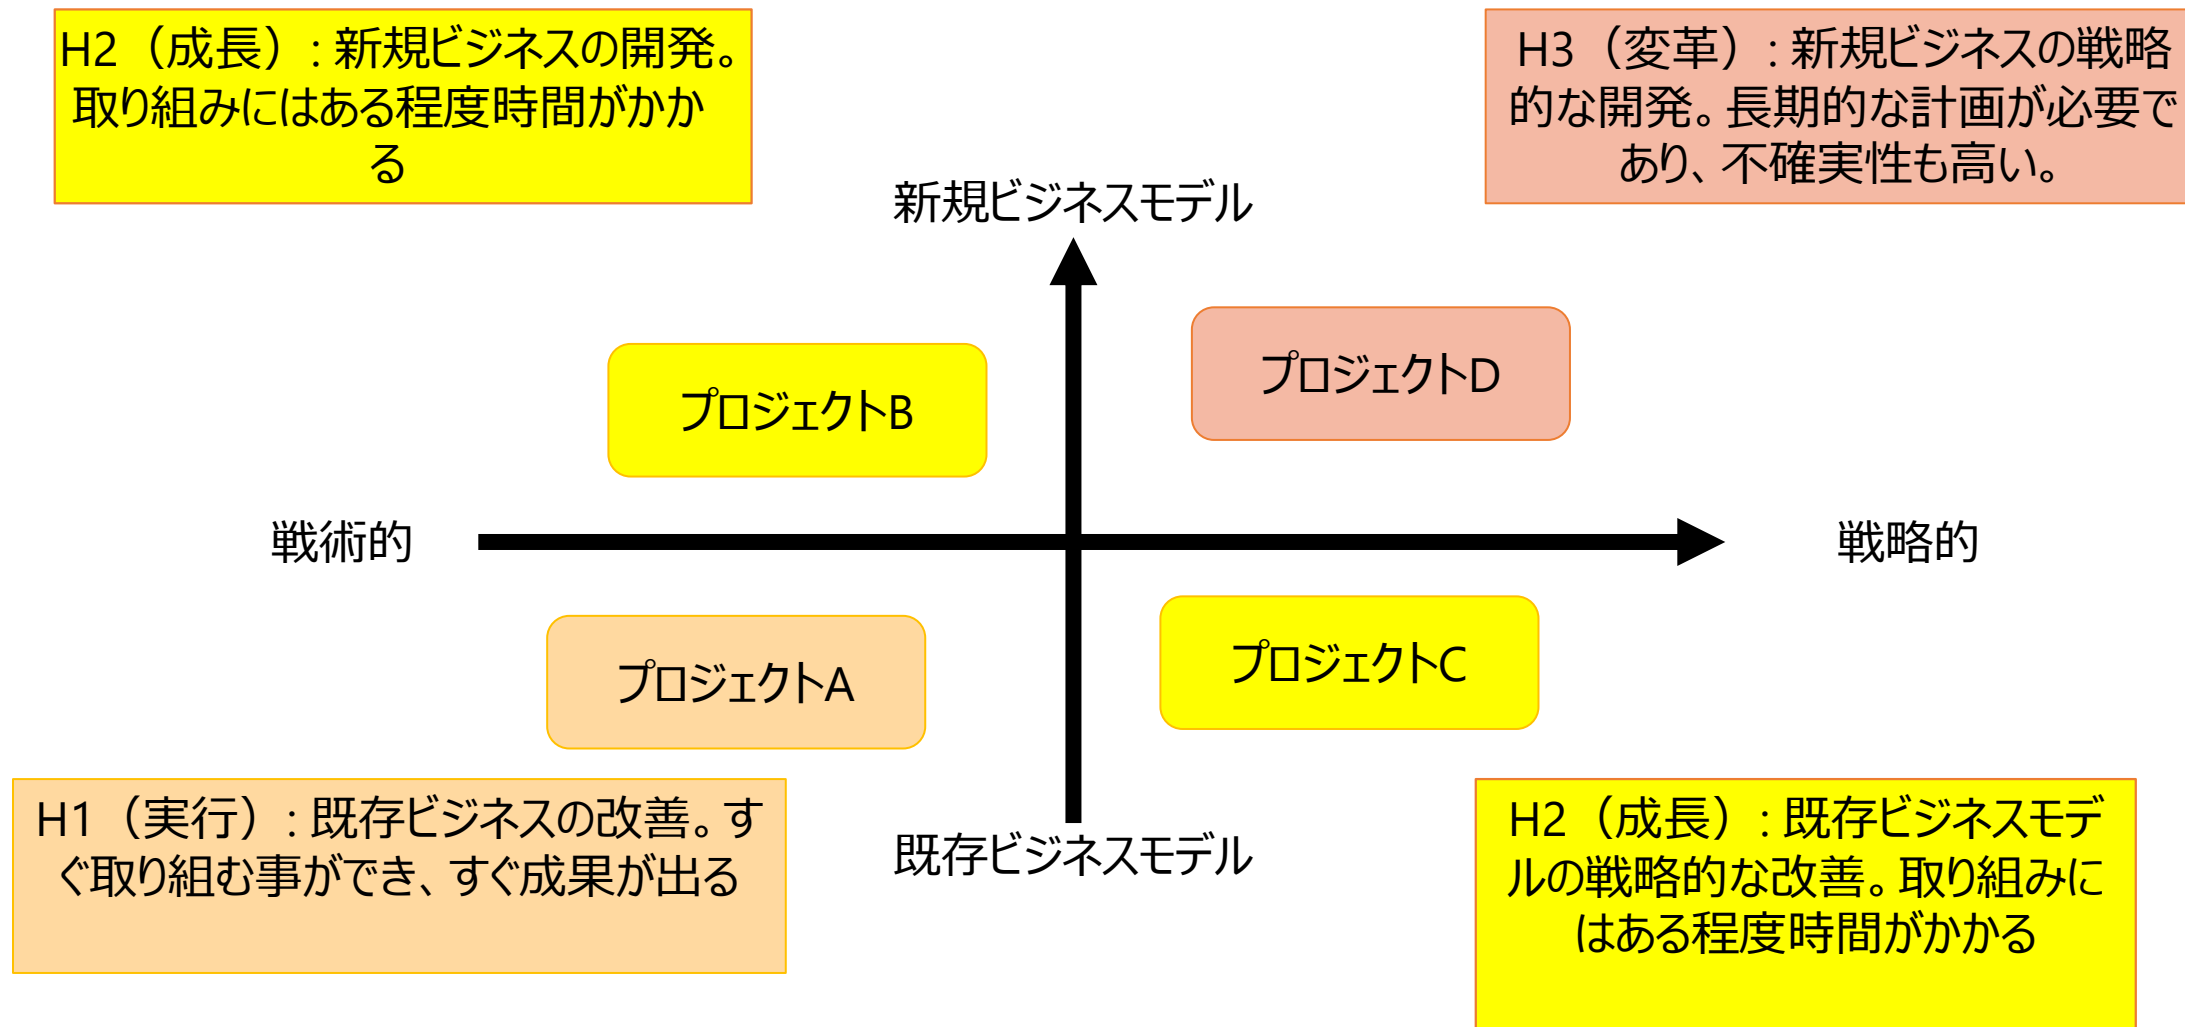 H2（成長）：新規ビジネスの開発。
取り組みにはある程度時間がかか
る
H3（変革）：新規ビジネスの戦略
的な開発。長期的な計画が必要で
あり、不確実性も高い。
新規ビジネスモデル
プロジェクトD
プロジェクトB
戦術的
戦略的
プロジェクトC
プロジェクトA
H1（実行）：既存ビジネスの改善。す
ぐ取り組む事ができ、すぐ成果が出る
既存ビジネスモデル
H2（成長）：既存ビジネスモデ
ルの戦略的な改善。取り組みに
はある程度時間がかかる